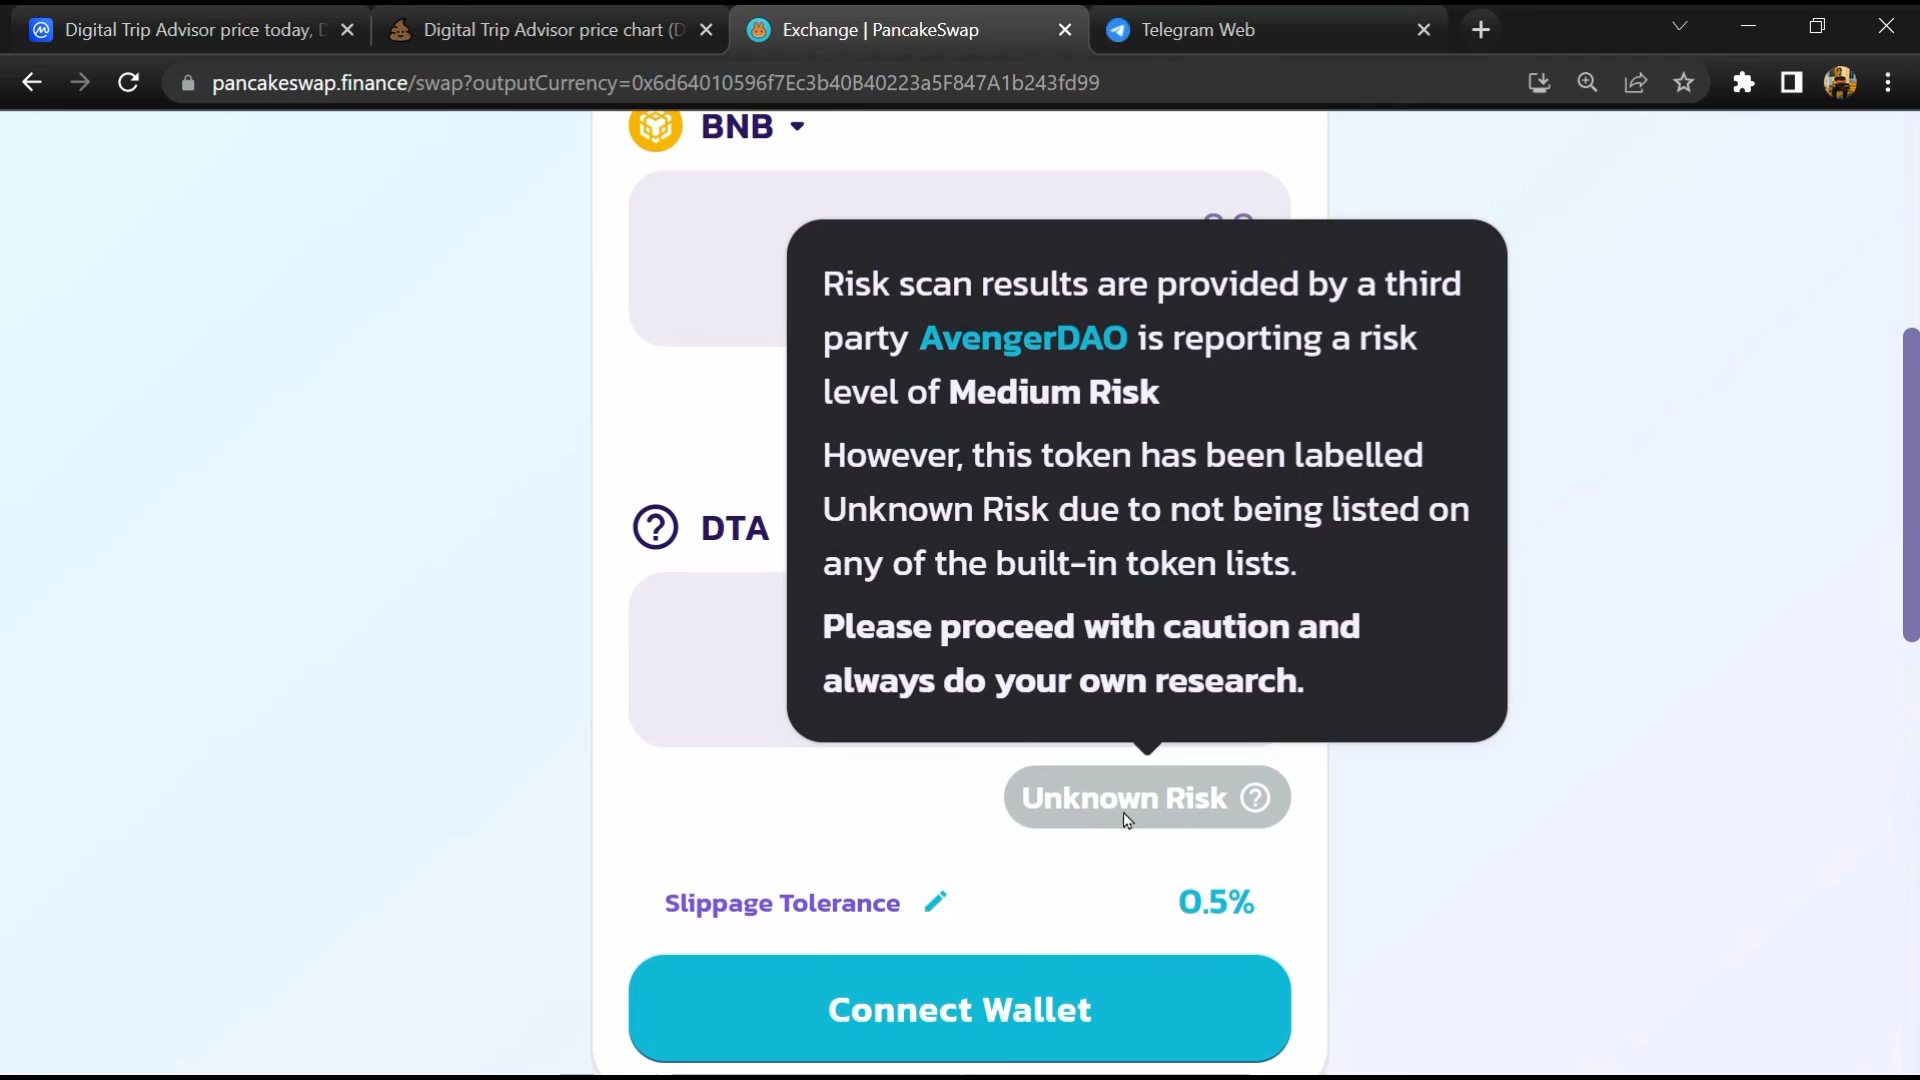 Digital Trip Advisor price today, D
Digital Trip Advisor price chart (D
Exchange | PancakeSwap
Telegram Web
pancakeswap.finance/swap?outputCurrency=0x6d64010596f7Ec3b40B40223a5F847A1b243fd99
BNB
Risk scan results are provided by a third
party AvengerDAO is reporting a risk
level of Medium Risk
However, this token has been labelled
Unknown Risk due to not being listed on
any of the built-in token lists.
Please proceed with caution and
always do your own research.
DTA
Unknown Risk
Slippage Tolerance
0.5%
Connect Wallet